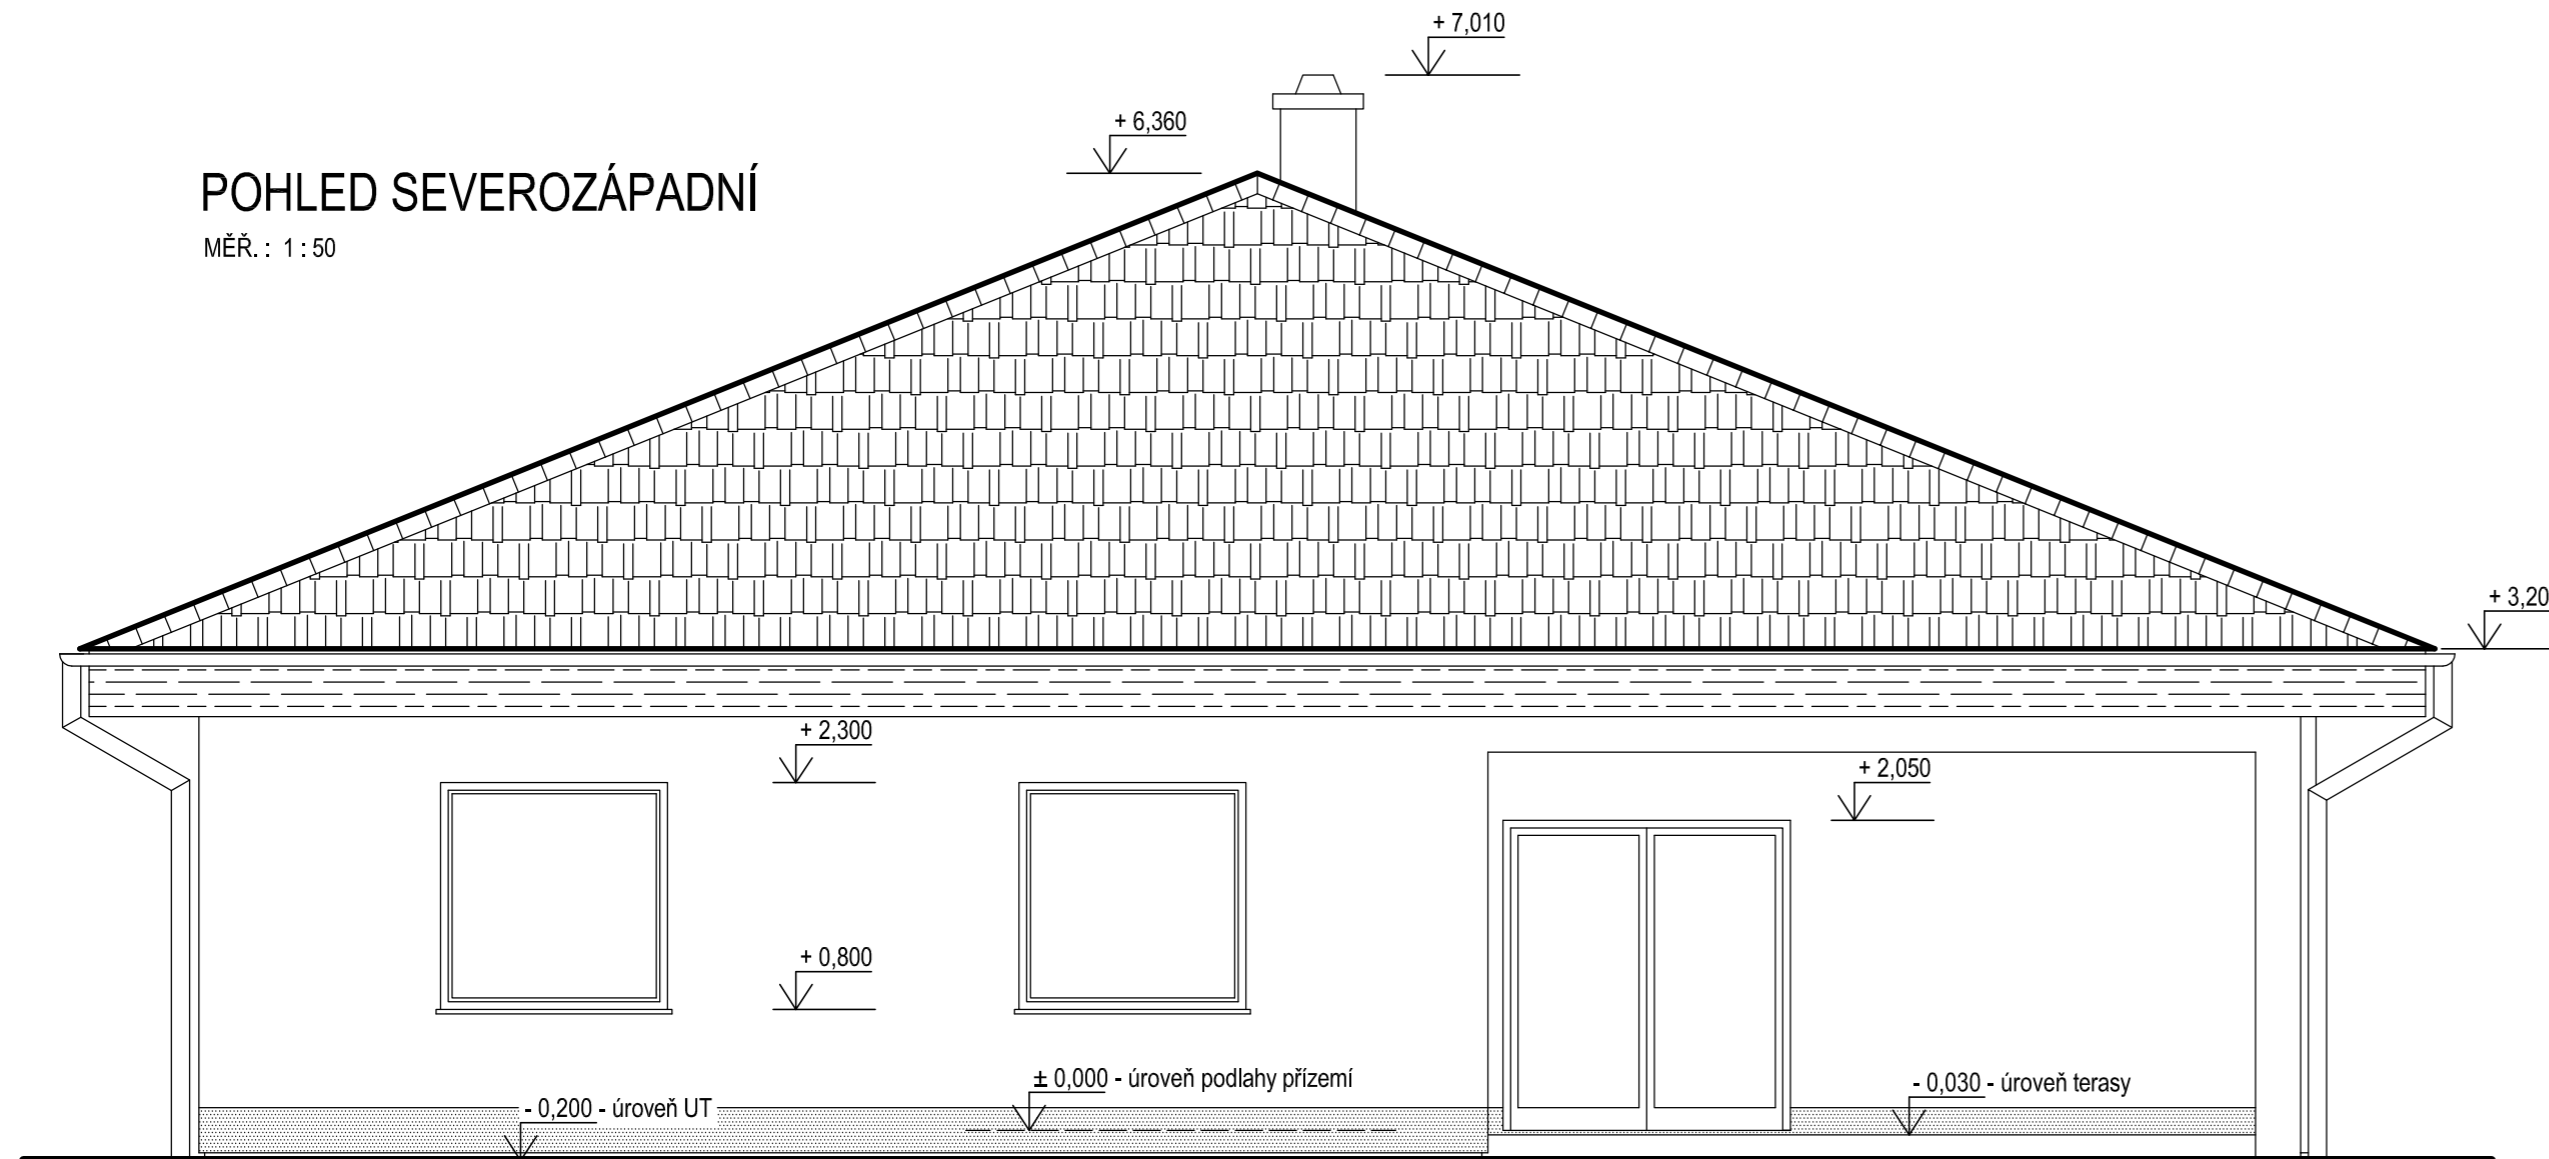 + 7,010
+ 6,360
POHLED SEVEROZÁPADNÍ
MĚŘ. : 1 : 50
+ 3,20
+ 2,300
+ 2,050
+ 0,800
± 0,000 - úroveň podlahy přízemí
- 0,030 - úroveň terasy
- 0,200 - úroveň UT